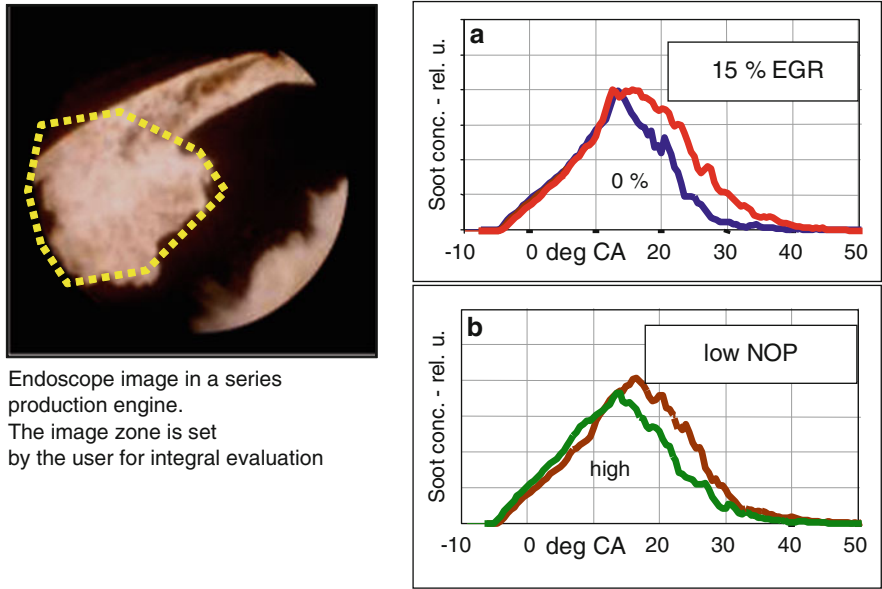 Endoscope image in a series
production engine.
The image zone is set
by the user for integral evaluation
a
15 % EGR
Soot conc. - rel. u.
0 %
-10 0 deg CA 20 30 40 50
b
low NOP
Soot conc. - rel. u.
high
-10 0 deg CA 20 30 40 50